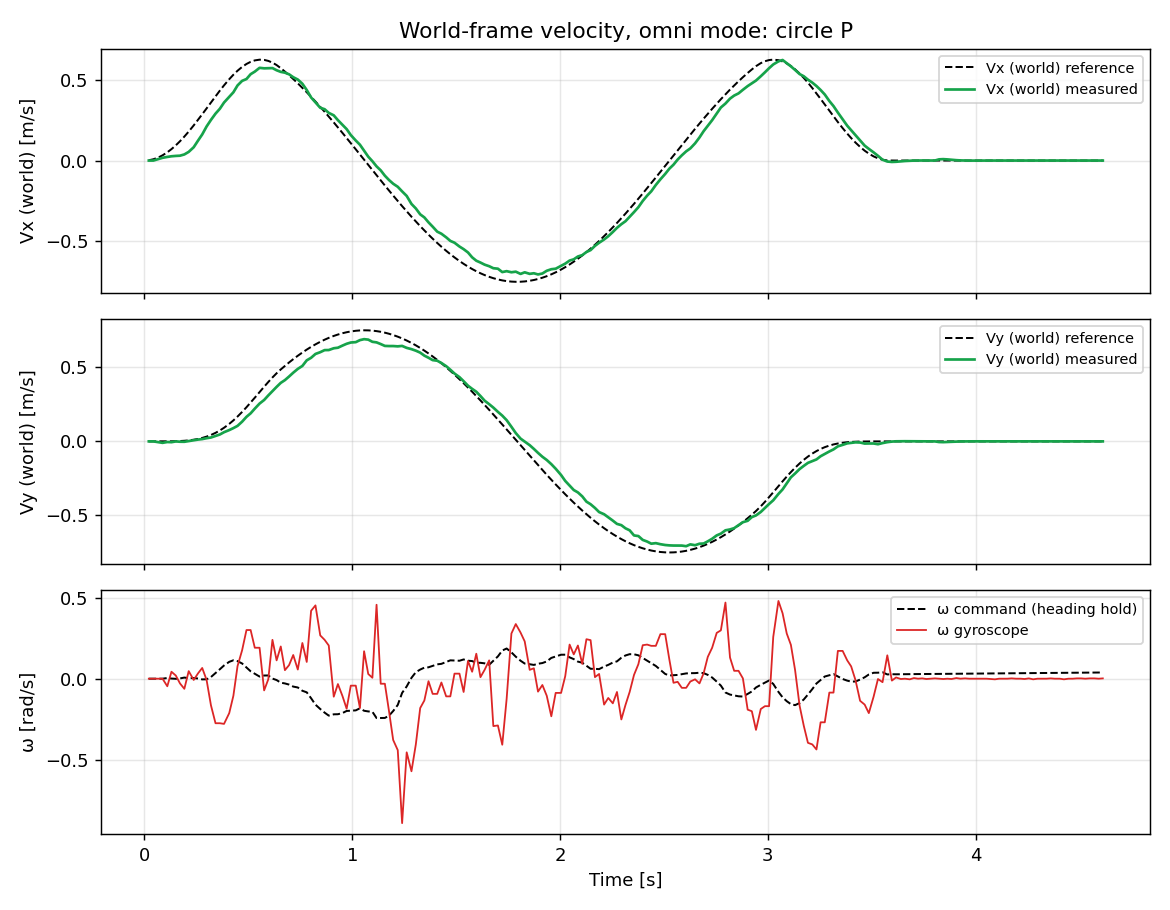 World-frame velocity, omni mode: circle P
Vx (world) [m/s]
0.5
0.0
−0.5
Vx (world) reference
Vx (world) measured
Vy (world) [m/s]
0.5
0.0
−0.5
Vy (world) reference
Vy (world) measured
ω [rad/s]
0.5
0.0
−0.5
ω command (heading hold)
ω gyroscope
0 1 2 3 4
Time [s]